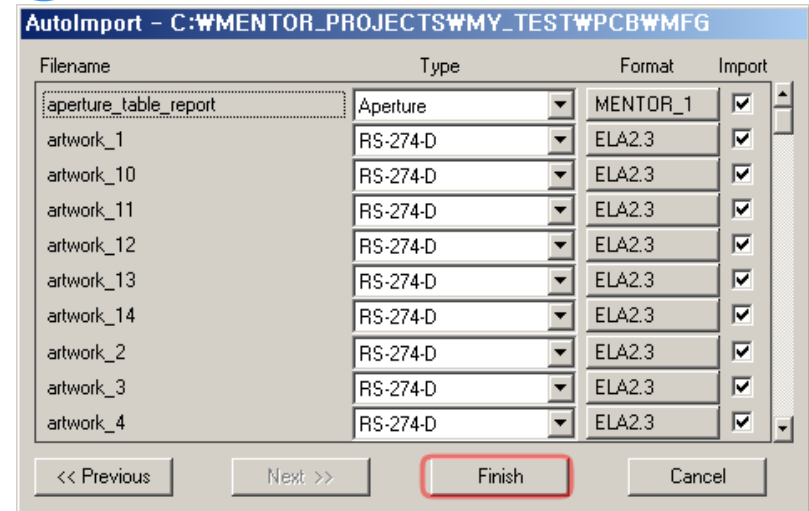 AutoImport - C:₩MENTOR_PROJECTS₩MY_TEST₩PCB₩MFG
Filename Type Format Import
aperture_table_report Aperture MENTOR_1
artwork_1 RS-274-D ELA2.3
artwork_10 RS-274-D ELA2.3
artwork_11 RS-274-D ELA2.3
artwork_12 RS-274-D ELA2.3
artwork_13 RS-274-D ELA2.3
artwork_14 RS-274-D ELA2.3
artwork_2 RS-274-D ELA2.3
artwork_3 RS-274-D ELA2.3
artwork_4 RS-274-D ELA2.3
<< Previous Next >> Finish Cancel